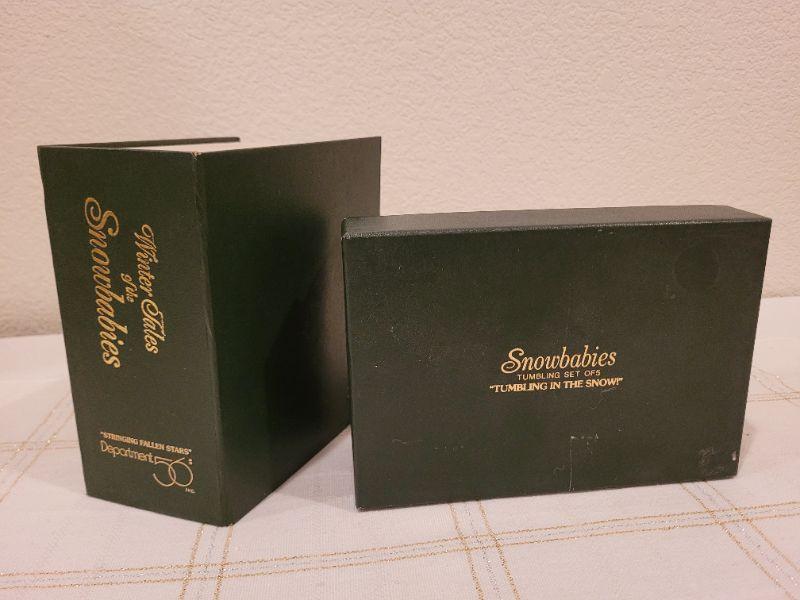 Winter Tales
of the
Snowbabies
"STRINGING FALLEN STARS"
Department 56
INC.
Snowbabies
TUMBLING SET OF 5
"TUMBLING IN THE SNOW!"